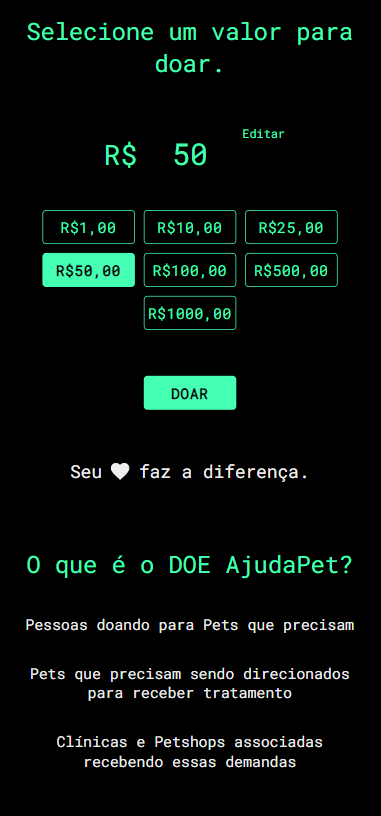 Selecione um valor para
doar.
Editar
R$ 50
R$1,00 R$10,00 R$25,00
R$50,00 R$100,00 R$500,00
R$1000,00
DOAR
Seu faz a diferença.
O que é o DOE AjudaPet?
Pessoas doando para Pets que precisam
Pets que precisam sendo direcionados
para receber tratamento
Clínicas e Petshops associadas
recebendo essas demandas